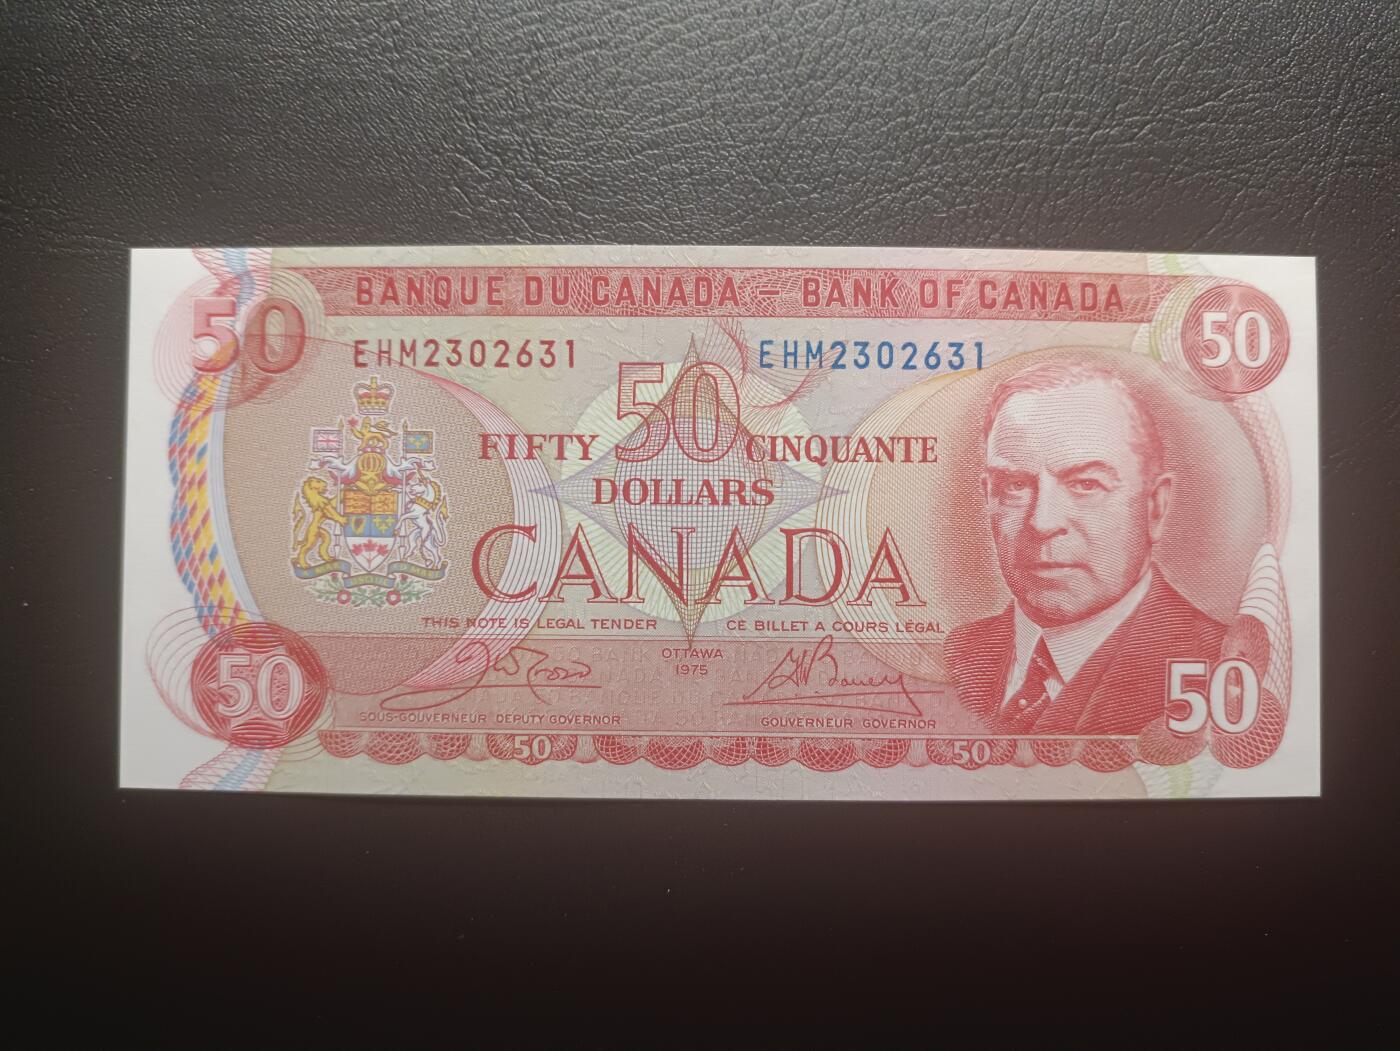 BANQUE DU CANADA – BANK OF CANADA
50
50
EHM2302631 EHM2302631
50
FIFTY CINQUANTE
DOLLARS
CANADA
THIS NOTE IS LEGAL TENDER CE BILLET A COURS LÉGAL
OTTAWA
1975
50
50
SOUS-GOUVERNEUR DEPUTY GOVERNOR GOUVERNEUR GOVERNOR
50 50